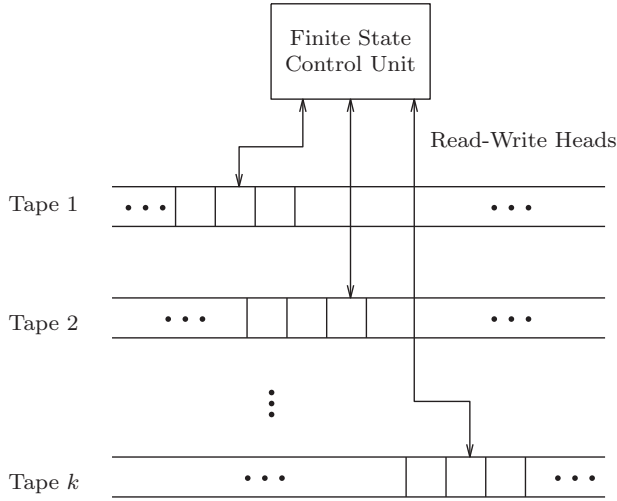 Finite State
Control Unit
Read-Write Heads
Tape 1
Tape 2
Tape k